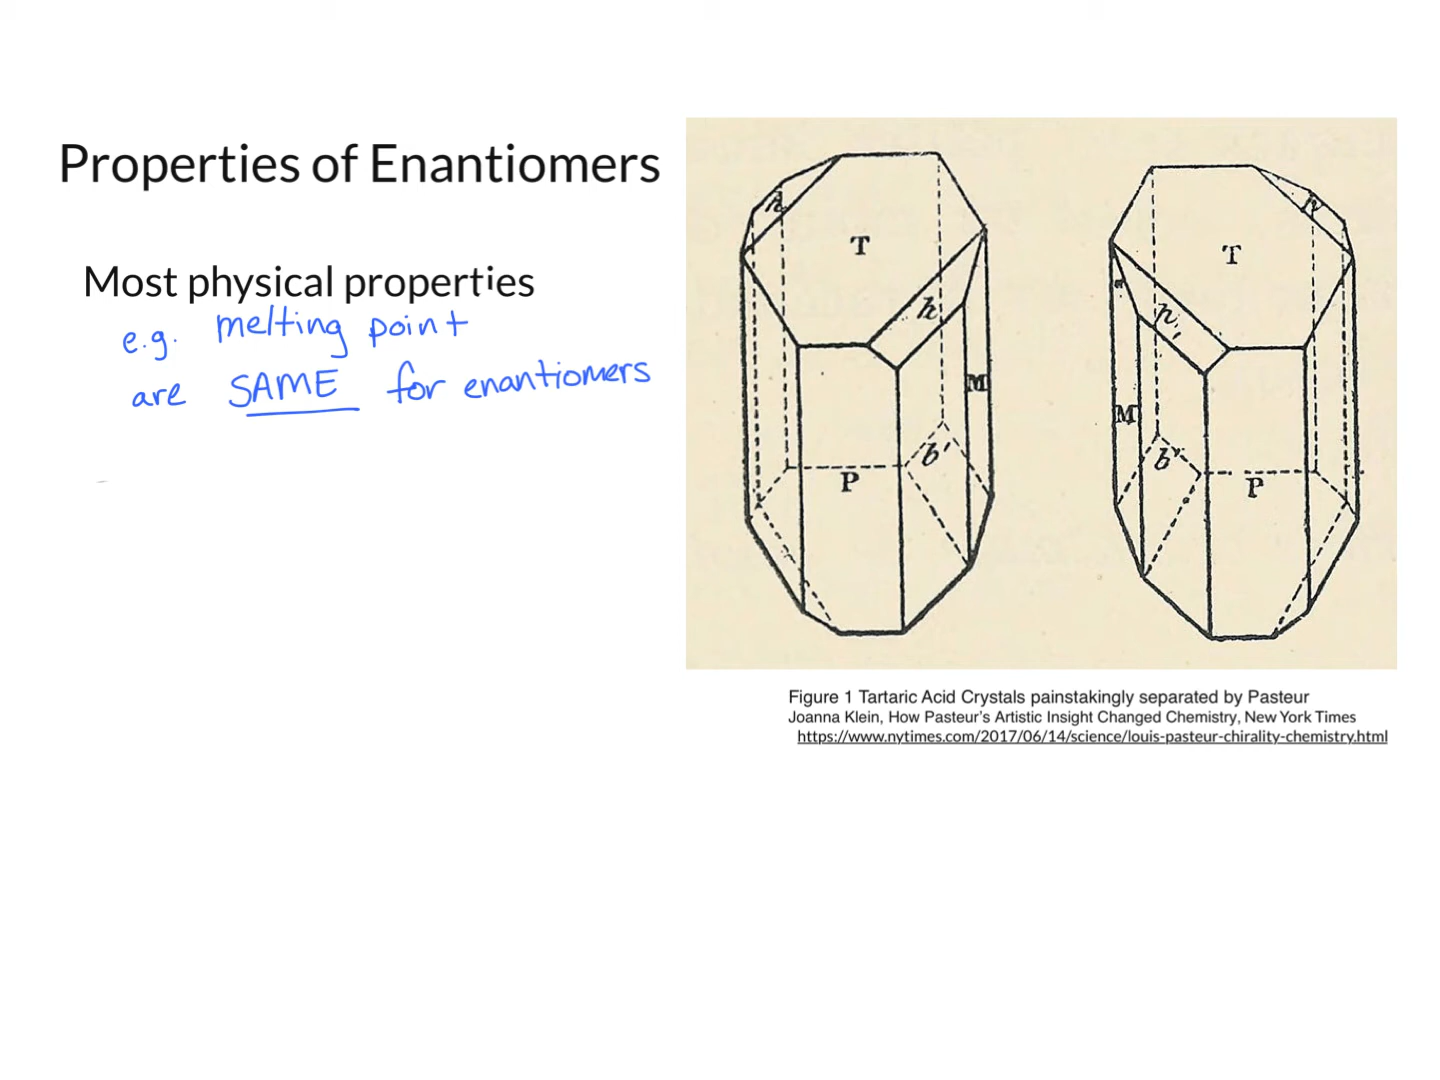 Properties of Enantiomers
Most physical properties
e.g. melting point
are SAME for enantiomers
h
T
h
M
P
b'
h
T
h
M
b'
P
Figure 1 Tartaric Acid Crystals painstakingly separated by Pasteur
Joanna Klein, How Pasteur's Artistic Insight Changed Chemistry, New York Times
https://www.nytimes.com/2017/06/14/science/louis-pasteur-chirality-chemistry.html